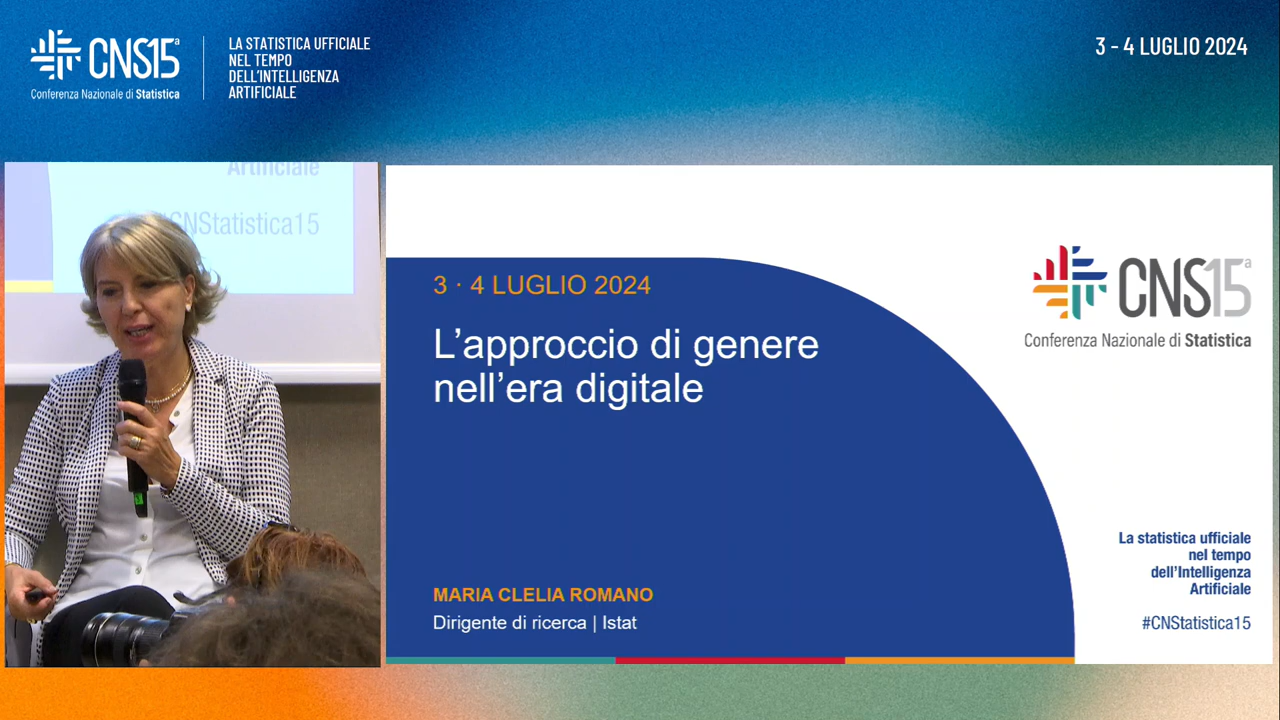 CNS15ª
Conferenza Nazionale di Statistica
LA STATISTICA UFFICIALE
NEL TEMPO
DELL'INTELLIGENZA
ARTIFICIALE
3 - 4 LUGLIO 2024
Artificiale
#CNStatistica15
3 · 4 LUGLIO 2024
L'approccio di genere
nell'era digitale
MARIA CLELIA ROMANO
Dirigente di ricerca | Istat
CNS15ª
Conferenza Nazionale di Statistica
La statistica ufficiale
nel tempo
dell'Intelligenza
Artificiale
#CNStatistica15